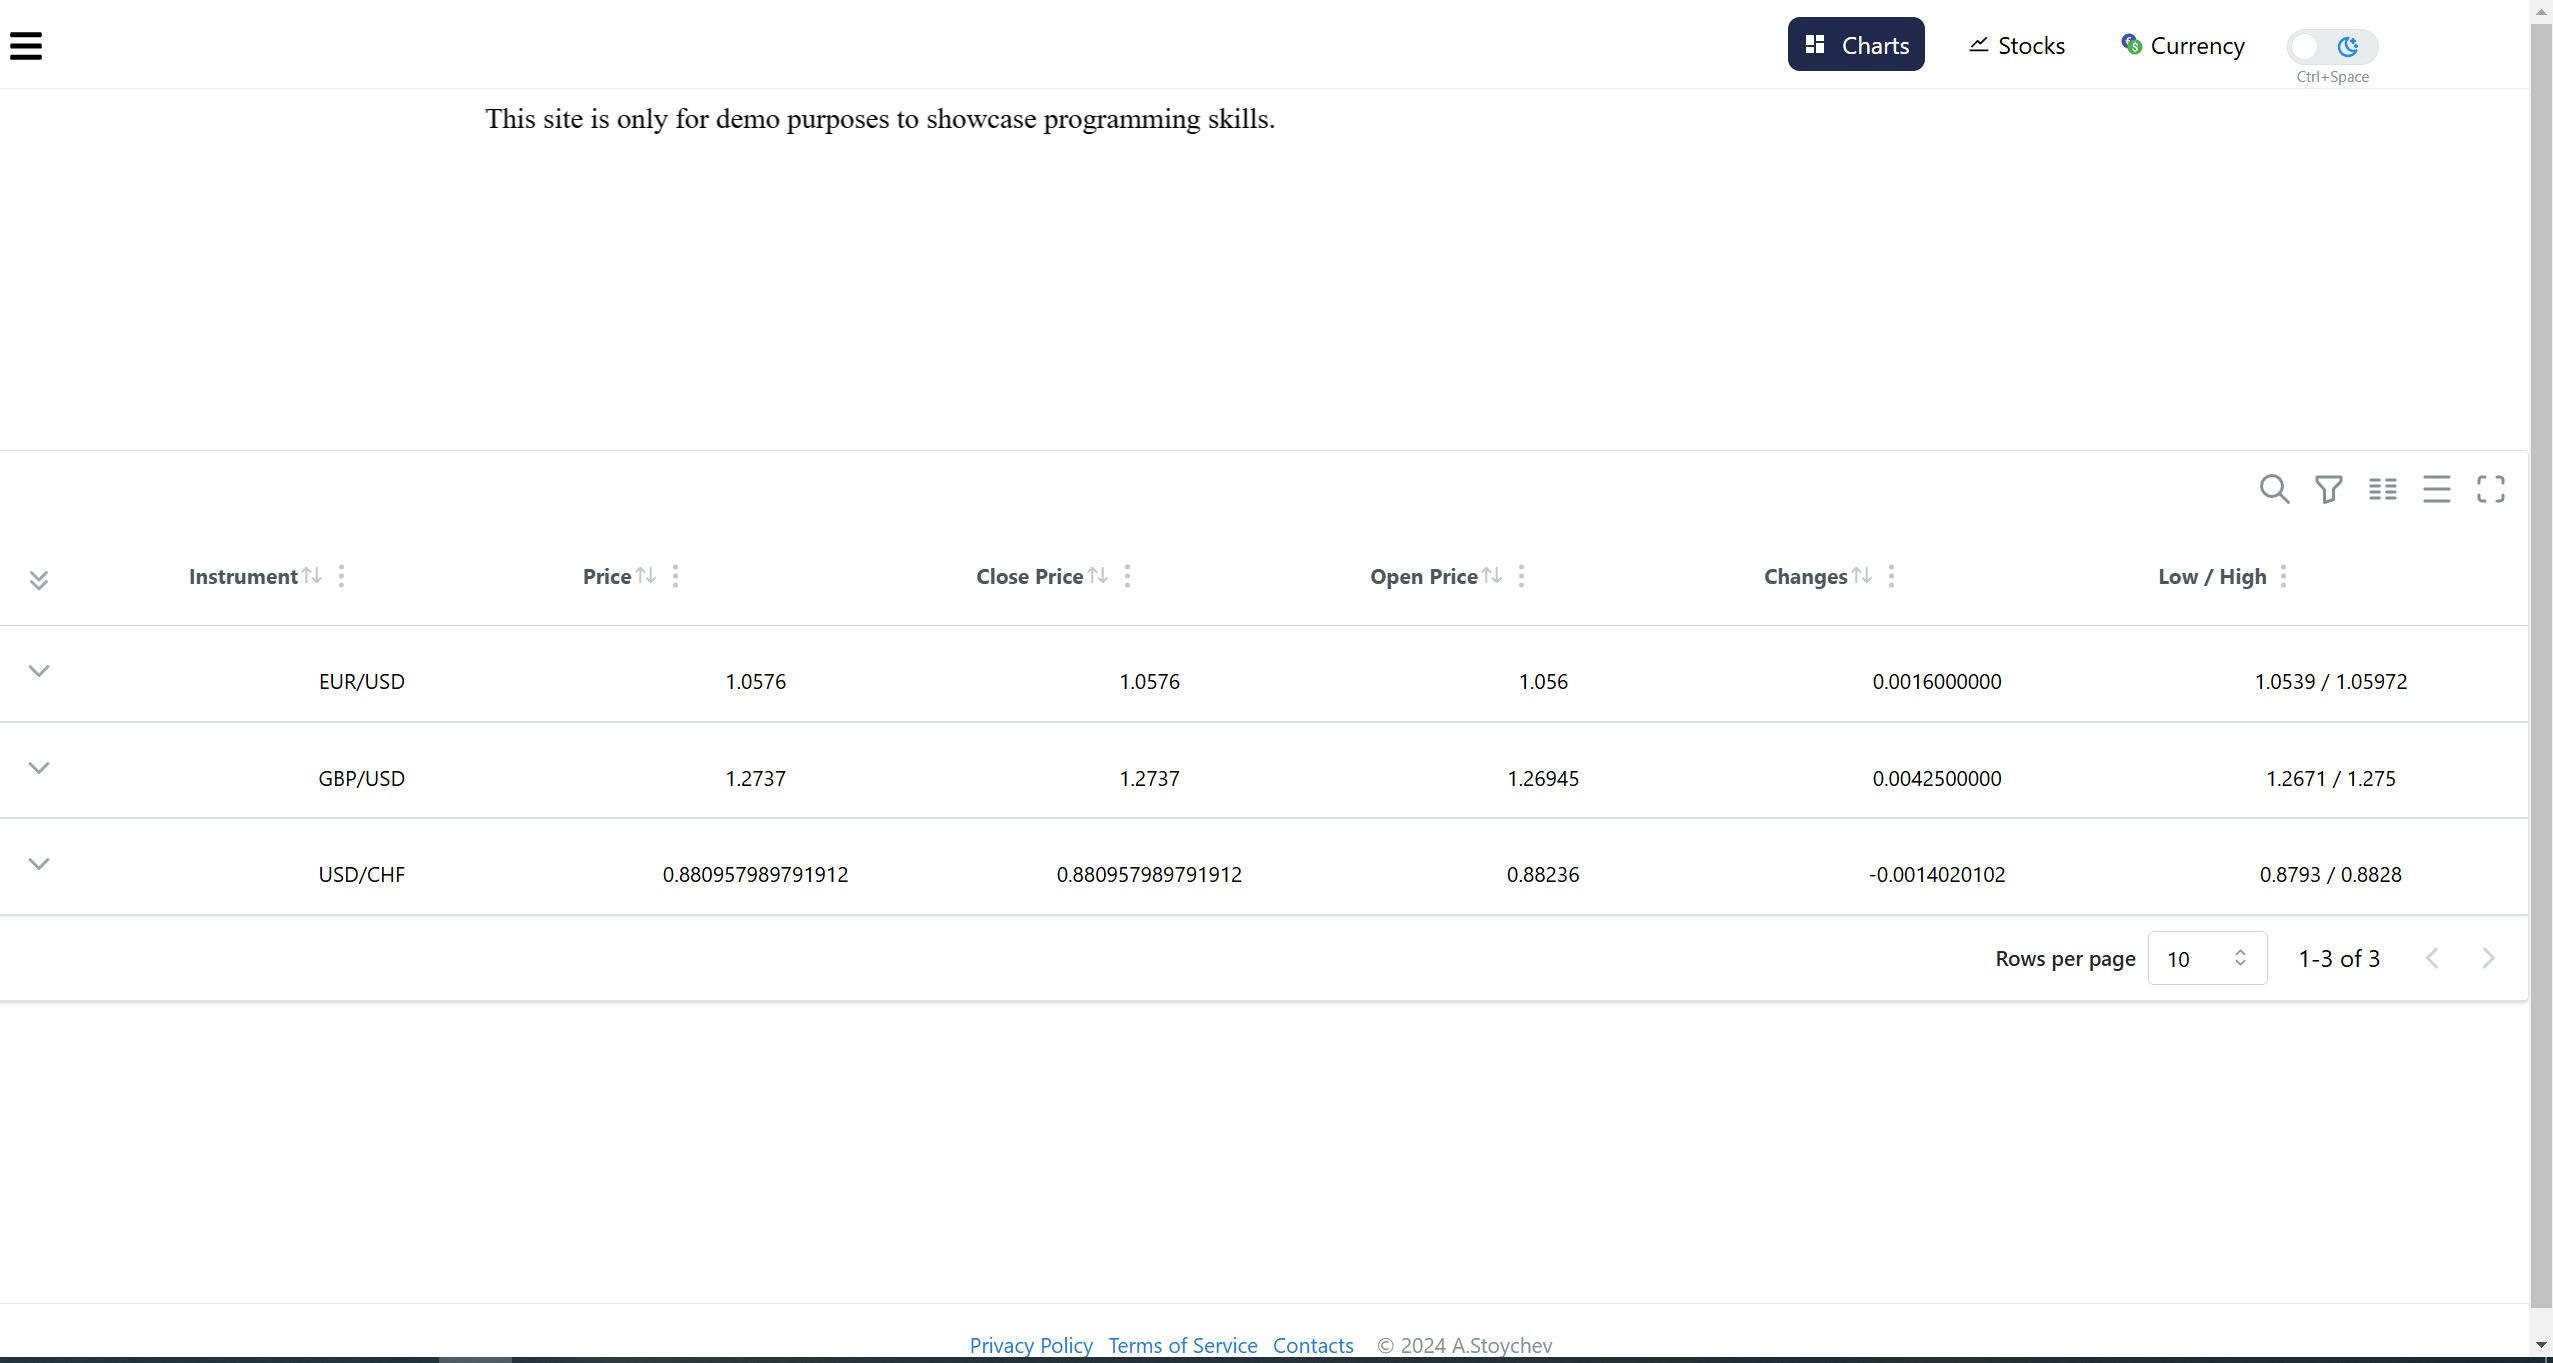 Charts Stocks Currency
Ctrl+Space
This site is only for demo purposes to showcase programming skills.
Instrument Price Close Price Open Price Changes Low / High
EUR/USD 1.0576 1.0576 1.056 0.0016000000 1.0539 / 1.05972
GBP/USD 1.2737 1.2737 1.26945 0.0042500000 1.2671 / 1.275
USD/CHF 0.880957989791912 0.880957989791912 0.88236 -0.0014020102 0.8793 / 0.8828
Rows per page 10 1-3 of 3
Privacy Policy Terms of Service Contacts © 2024 A.Stoychev